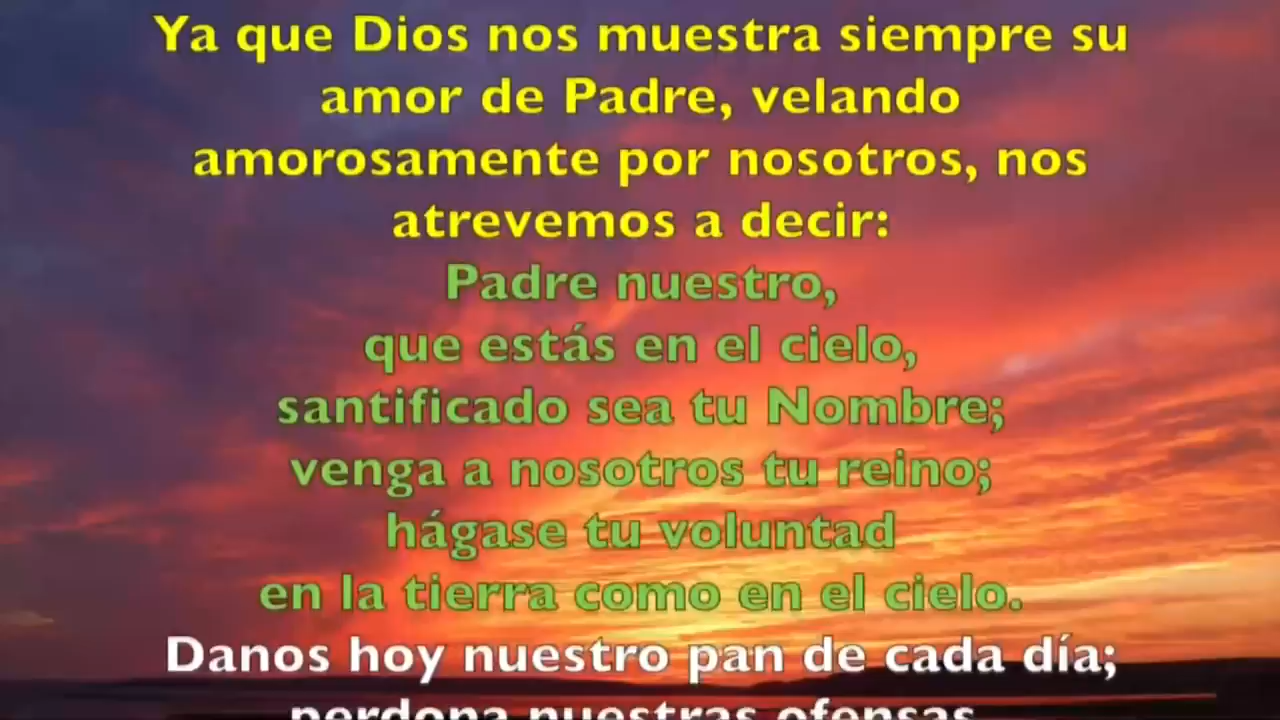 Ya que Dios nos muestra siempre su
amor de Padre, velando
amorosamente por nosotros, nos
atrevemos a decir:
Padre nuestro,
que estás en el cielo,
santificado sea tu Nombre;
venga a nosotros tu reino;
hágase tu voluntad
en la tierra como en el cielo.
Danos hoy nuestro pan de cada día;
perdona nuestras ofensas